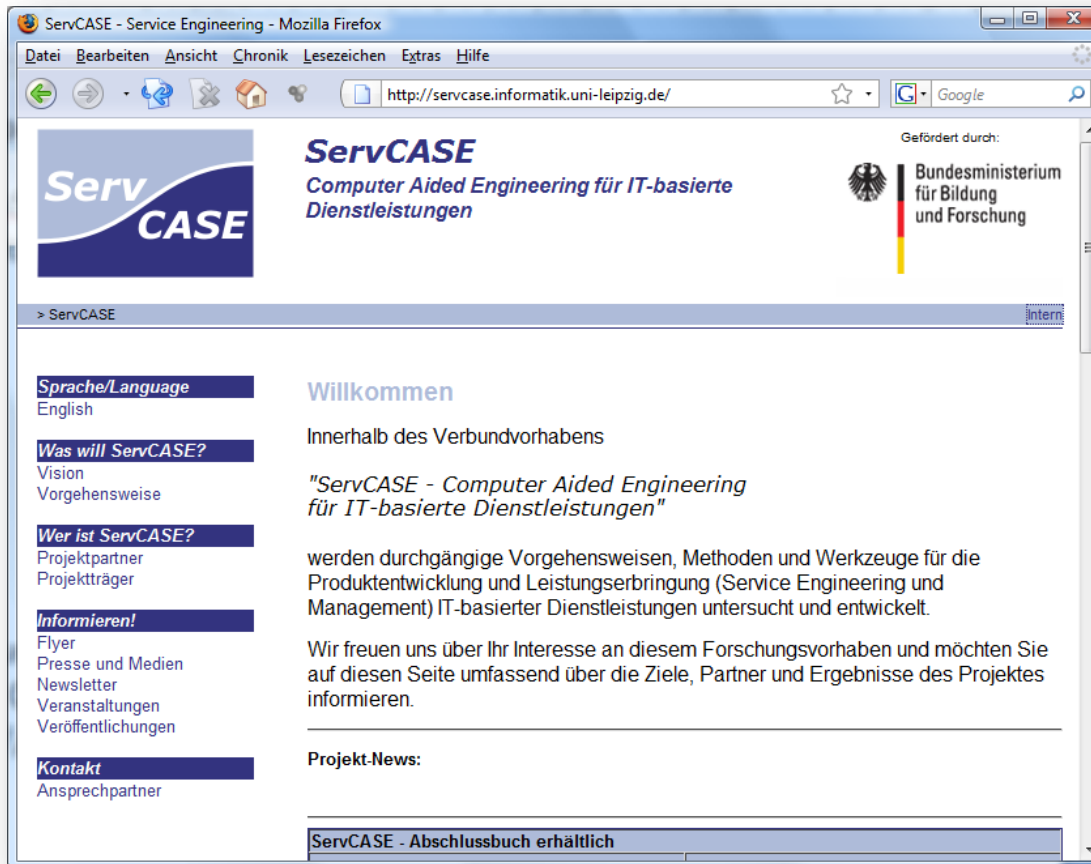 ServCASE - Service Engineering - Mozilla Firefox
Datei Bearbeiten Ansicht Chronik Lesezeichen Extras Hilfe
http://servcase.informatik.uni-leipzig.de/
G Google
Serv
CASE
ServCASE
Computer Aided Engineering für IT-basierte
Dienstleistungen
Gefördert durch:
Bundesministerium
für Bildung
und Forschung
> ServCASE
Intern
Sprache/Language
English
Was will ServCASE?
Vision
Vorgehensweise
Wer ist ServCASE?
Projektpartner
Projektträger
Informieren!
Flyer
Presse und Medien
Newsletter
Veranstaltungen
Veröffentlichungen
Kontakt
Ansprechpartner
Willkommen
Innerhalb des Verbundvorhabens
"ServCASE - Computer Aided Engineering
für IT-basierte Dienstleistungen"
werden durchgängige Vorgehensweisen, Methoden und Werkzeuge für die
Produktentwicklung und Leistungserbringung (Service Engineering und
Management) IT-basierter Dienstleistungen untersucht und entwickelt.
Wir freuen uns über Ihr Interesse an diesem Forschungsvorhaben und möchten Sie
auf diesen Seite umfassend über die Ziele, Partner und Ergebnisse des Projektes
informieren.
Projekt-News:
ServCASE - Abschlussbuch erhältlich